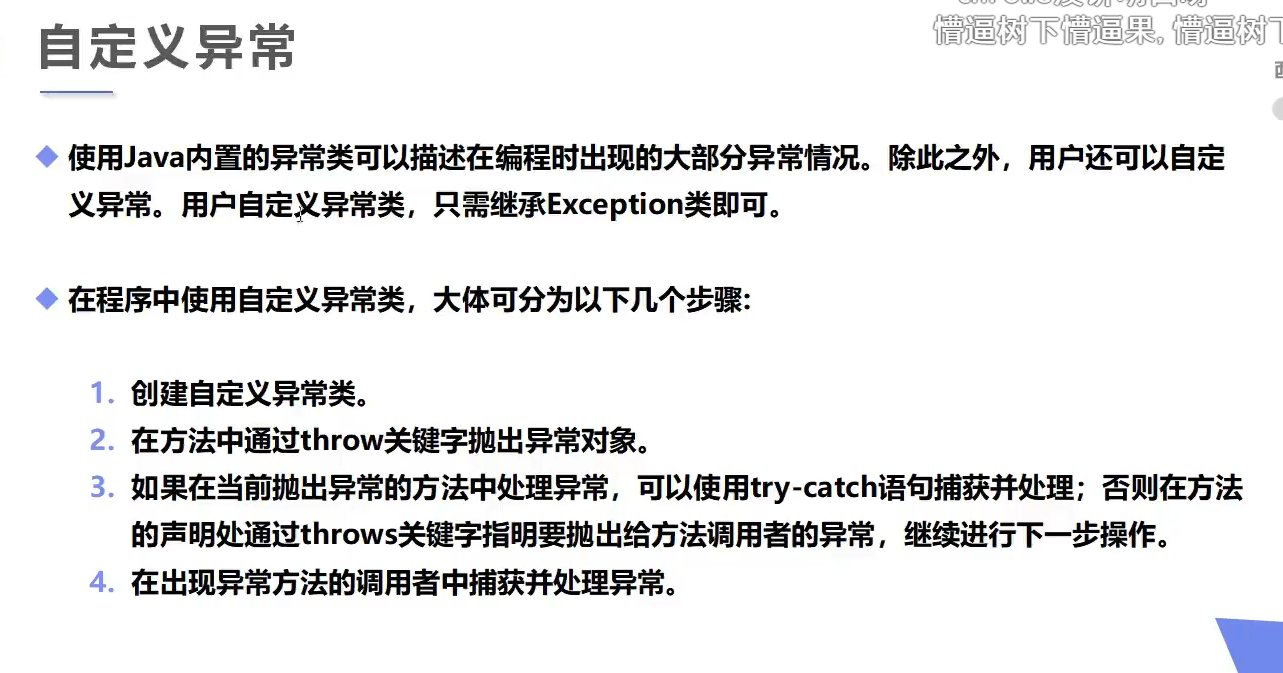 懵逼树下懵逼果, 懵逼树下
自定义异常
使用Java内置的异常类可以描述在编程时出现的大部分异常情况。除此之外，用户还可以自定
义异常。用户自定义异常类，只需继承Exception类即可。
在程序中使用自定义异常类，大体可分为以下几个步骤:
1. 创建自定义异常类。
2. 在方法中通过throw关键字抛出异常对象。
3. 如果在当前抛出异常的方法中处理异常，可以使用try-catch语句捕获并处理；否则在方法
的声明处通过throws关键字指明要抛出给方法调用者的异常，继续进行下一步操作。
4. 在出现异常方法的调用者中捕获并处理异常。